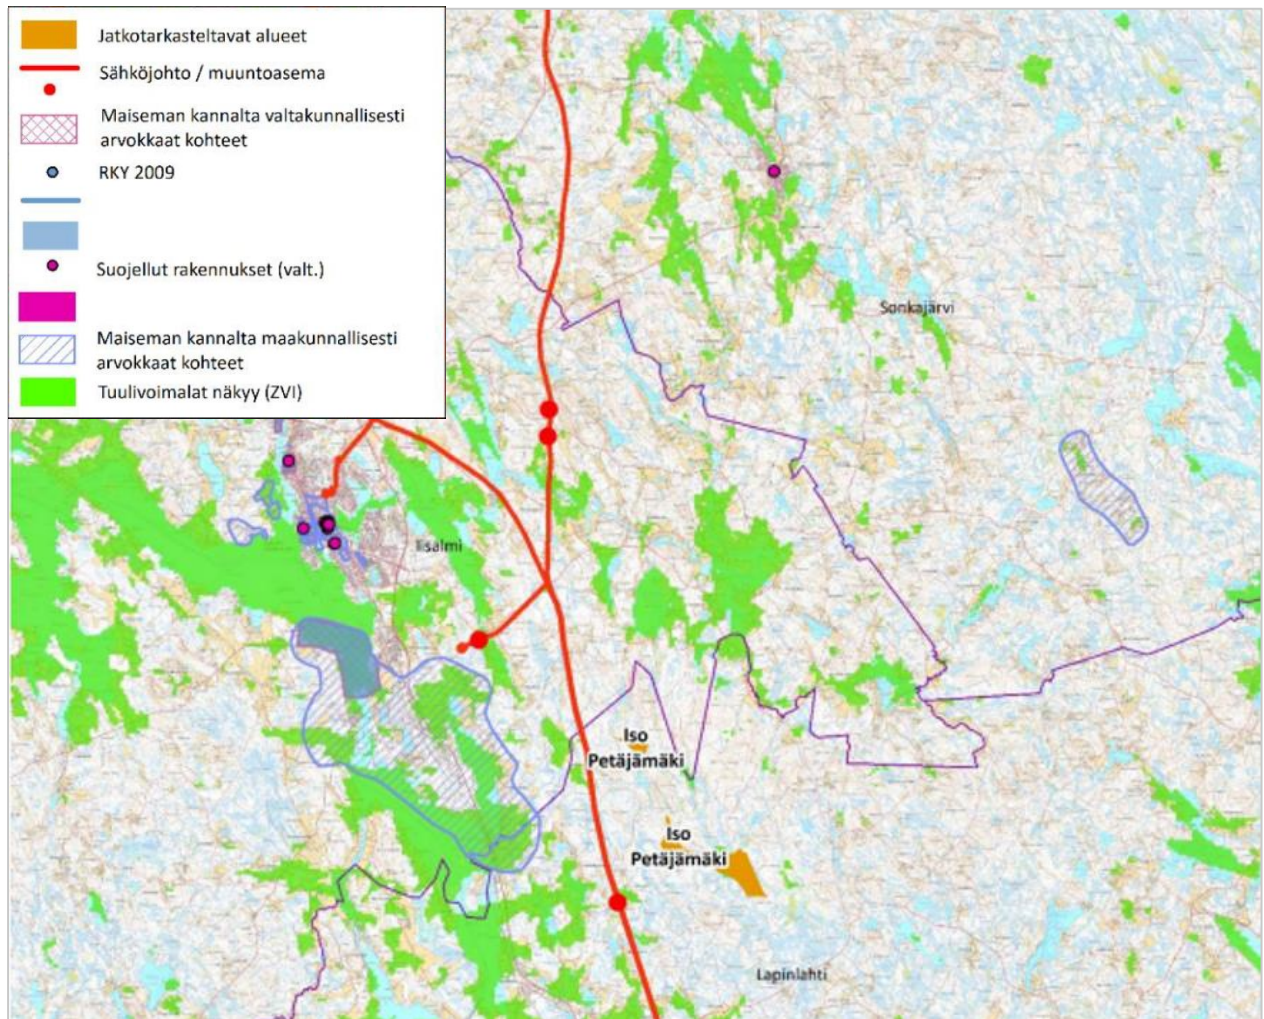 Jatkotarkasteltavat alueet
Sähköjohto / muuntoasema
Maiseman kannalta valtakunnallisesti
arvokkaat kohteet
RKY 2009
Suojellut rakennukset (valt.)
Maiseman kannalta maakunnallisesti
arvokkaat kohteet
Tuulivoimalat näkyy (ZVI)
Sonkajärvi
Iisalmi
Iso
Petäjämäki
Iso
Petäjämäki
Lapinlahti